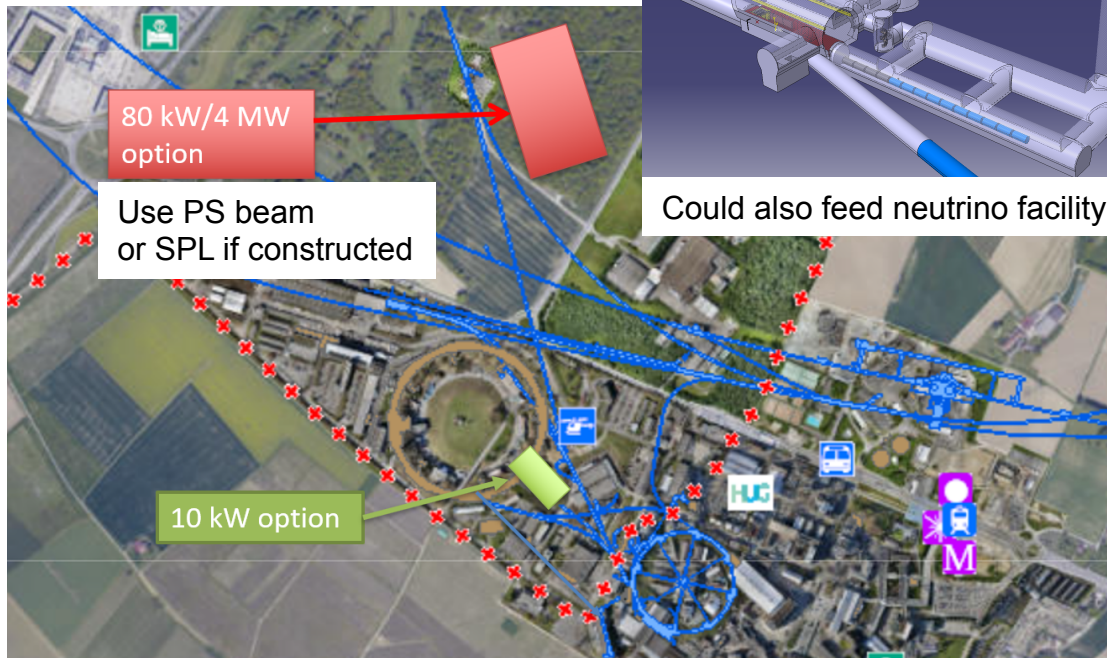 80 kW/4 MW
option
Use PS beam
or SPL if constructed
Could also feed neutrino facility
10 kW option
HUG
M